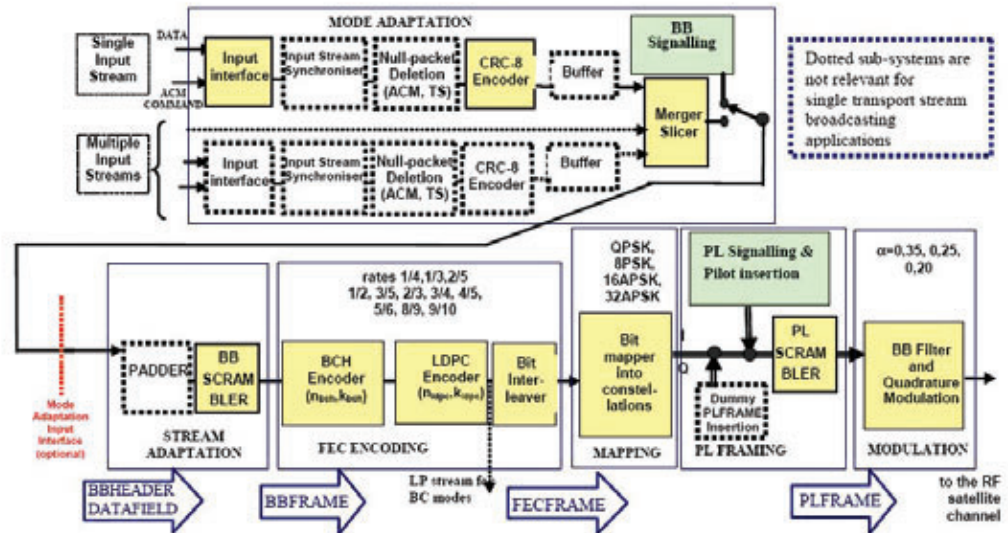 MODE ADAPTATION
BB
Signalling
Single
Input
Stream
DATA
ACM
COMMAND
Input
interface
Input Stream
Synchroniser
Null-packet
Deletion
(ACM, TS)
CRC-8
Encoder
Buffer
Merger
Slicer
Dotted sub-systems are
not relevant for
single transport stream
broadcasting
applications
Multiple
Input
Streams
Input
interface
Input Stream
Synchroniser
Null-packet
Deletion
(ACM, TS)
CRC-8
Encoder
Buffer
QPSK,
8PSK,
16APSK,
32APSK
PL Signalling &
Pilot insertion
α=0,35, 0,25,
0,20
rates 1/4,1/3,2/5
1/2, 3/5, 2/3, 3/4, 4/5,
5/6, 8/9, 9/10
PADDER
BB
SCRAM
BLER
BCH
Encoder
(nbch,kbch)
LDPC
Encoder
(nldpc,kldpc)
Bit
Inter-
leaver
Bit
mapper
into
constel-
lations
I
Q
PL
SCRAM
BLER
BB Filter
and
Quadrature
Modulation
Dummy
PLFRAME
Insertion
Mode
Adaptation
Input
Interface
(optional)
STREAM
ADAPTATION
FEC ENCODING
MAPPING
PL FRAMING
MODULATION
LP stream for
BC modes
BBHEADER
DATAFIELD
BBFRAME
FECFRAME
PLFRAME
to the RF
satellite
channel